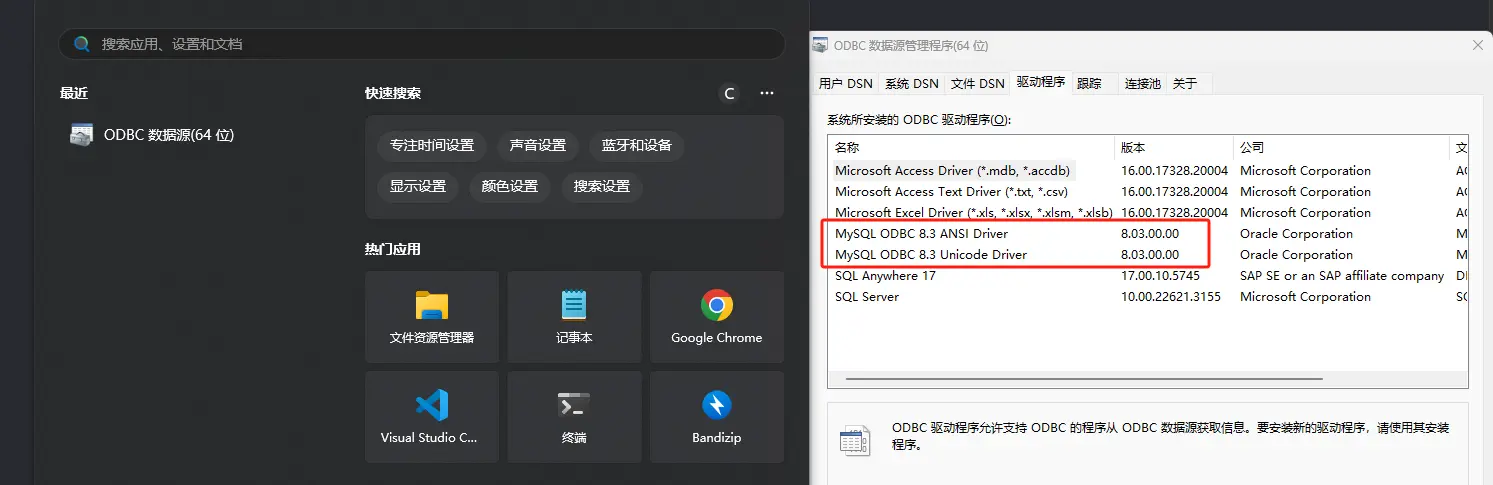 搜索应用、设置和文档
最近
ODBC 数据源(64 位)
快速搜索
C
专注时间设置
声音设置
蓝牙和设备
显示设置
颜色设置
搜索设置
热门应用
文件资源管理器
记事本
Google Chrome
Visual Studio C...
终端
Bandizip
ODBC 数据源管理程序(64 位)
用户 DSN 系统 DSN 文件 DSN 驱动程序 跟踪 连接池 关于
系统所安装的 ODBC 驱动程序(O):
名称 版本 公司 文
Microsoft Access Driver (*.mdb, *.accdb) 16.00.17328.20004 Microsoft Corporation AC
Microsoft Access Text Driver (*.txt, *.csv) 16.00.17328.20004 Microsoft Corporation AC
Microsoft Excel Driver (*.xls, *.xlsx, *.xlsm, *.xlsb) 16.00.17328.20004 Microsoft Corporation AC
MySQL ODBC 8.3 ANSI Driver 8.03.00.00 Oracle Corporation M
MySQL ODBC 8.3 Unicode Driver 8.03.00.00 Oracle Corporation M
SQL Anywhere 17 17.00.10.5745 SAP SE or an SAP affiliate company DI
SQL Server 10.00.22621.3155 Microsoft Corporation SC
ODBC 驱动程序允许支持 ODBC 的程序从 ODBC 数据源获取信息。要安装新的驱动程序，请使用其安装
程序。